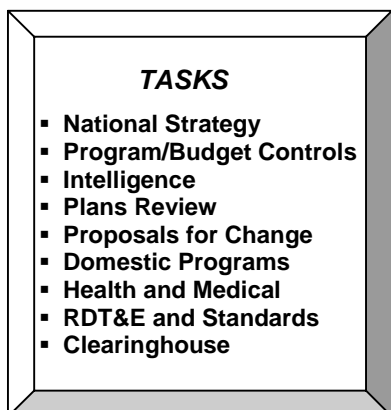 TASKS
▪ National Strategy
▪ Program/Budget Controls
▪ Intelligence
▪ Plans Review
▪ Proposals for Change
▪ Domestic Programs
▪ Health and Medical
▪ RDT&E and Standards
▪ Clearinghouse